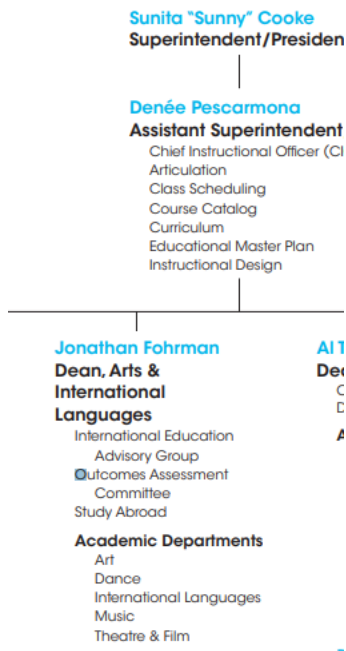 Sunita "Sunny" Cooke
Superintendent/Presiden
Denée Pescarmona
Assistant Superintendent
Chief Instructional Officer (CI
Articulation
Class Scheduling
Course Catalog
Curriculum
Educational Master Plan
Instructional Design
Jonathan Fohrman
Dean, Arts &
International
Languages
International Education
Advisory Group
Outcomes Assessment
Committee
Study Abroad
Academic Departments
Art
Dance
International Languages
Music
Theatre & Film
Al T
Dea